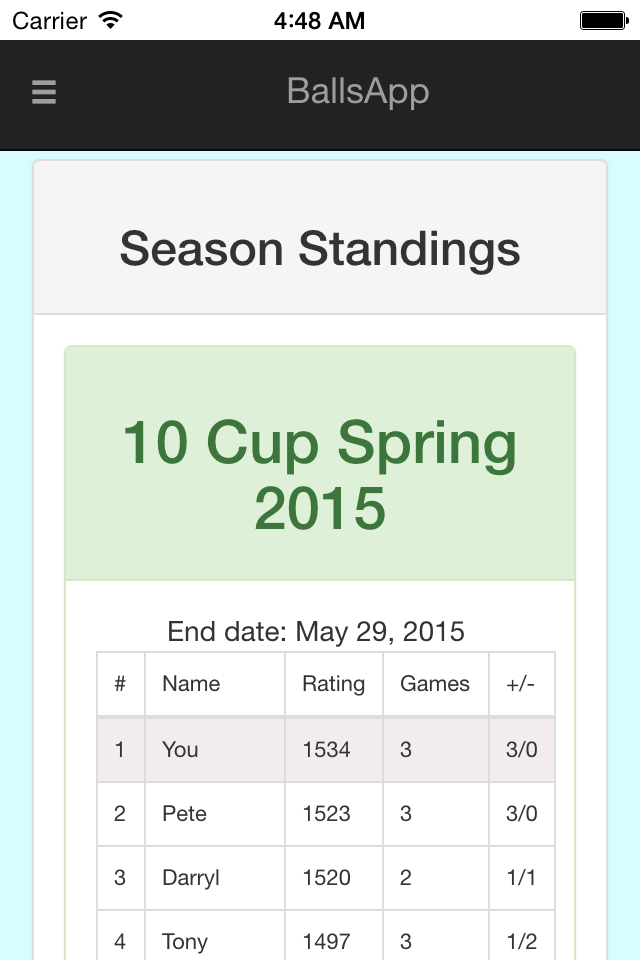 Carrier 4:48 AM
BallsApp
Season Standings
10 Cup Spring
2015
End date: May 29, 2015
# Name Rating Games +/-
1 You 1534 3 3/0
2 Pete 1523 3 3/0
3 Darryl 1520 2 1/1
4 Tony 1497 3 1/2